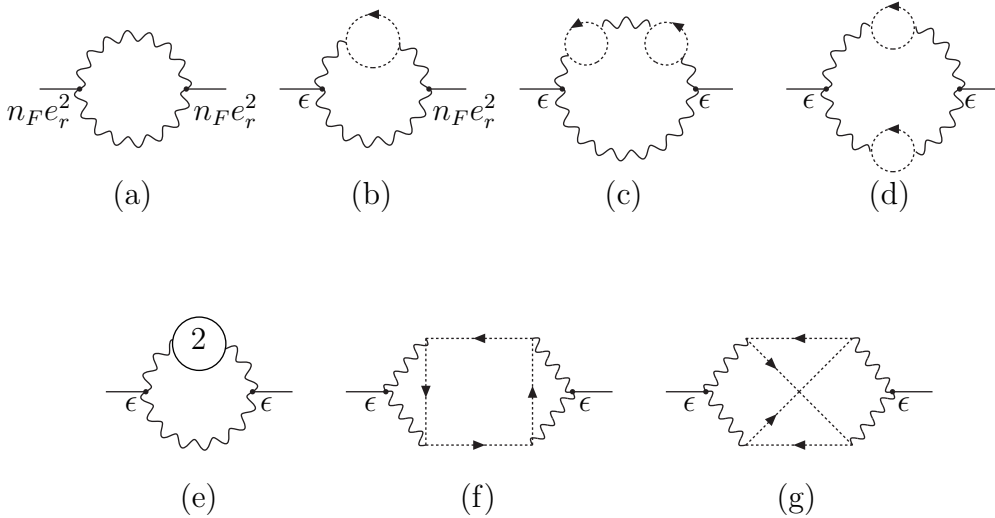 n_F e_r^2 n_F e_r^2 ϵ n_F e_r^2 ϵ ϵ ϵ ϵ
(a) (b) (c) (d)
2
ϵ ϵ ϵ ϵ ϵ ϵ
(e) (f) (g)